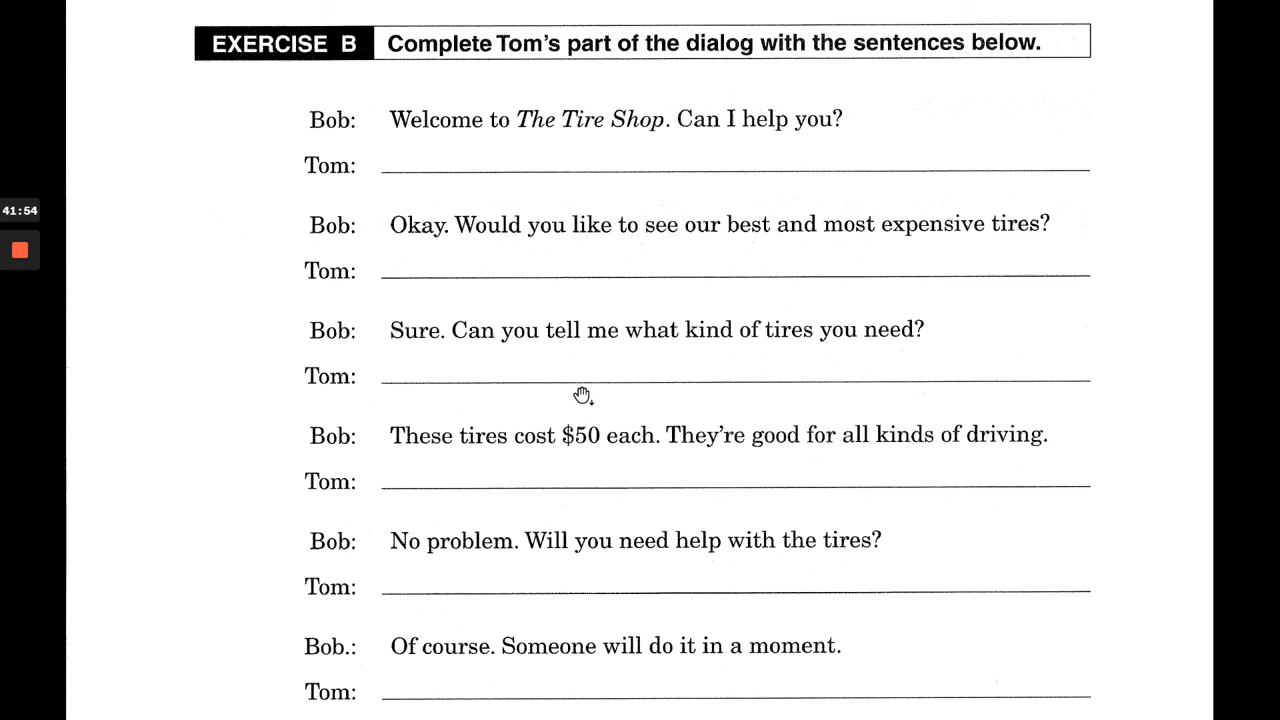 EXERCISE B Complete Tom's part of the dialog with the sentences below.
Bob: Welcome to The Tire Shop. Can I help you?
Tom:
41:54
Bob: Okay. Would you like to see our best and most expensive tires?
Tom:
Bob: Sure. Can you tell me what kind of tires you need?
Tom:
Bob: These tires cost $50 each. They're good for all kinds of driving.
Tom:
Bob: No problem. Will you need help with the tires?
Tom:
Bob.: Of course. Someone will do it in a moment.
Tom: